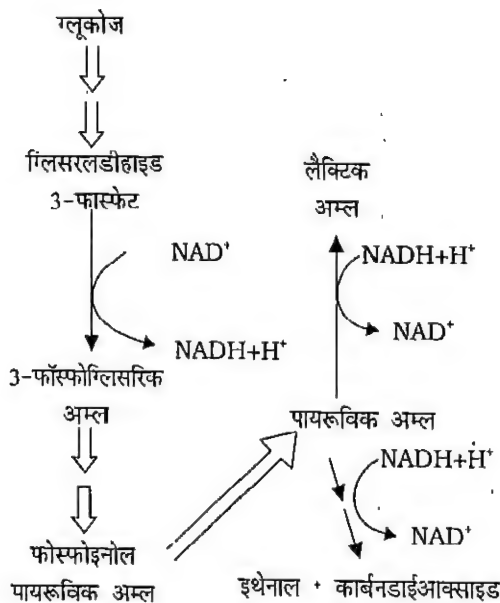 ग्लूकोज
ग्लिसरलडीहाइड
3-फास्फेट
NAD⁺
NADH+H⁺
3-फॉस्फोग्लिसरिक
अम्ल
फोस्फोइनोल
पायरूविक अम्ल
लैक्टिक
अम्ल
NADH+H⁺
NAD⁺
पायरूविक अम्ल
NADH+H⁺
NAD⁺
इथेनाल + कार्बनडाईआक्साइड